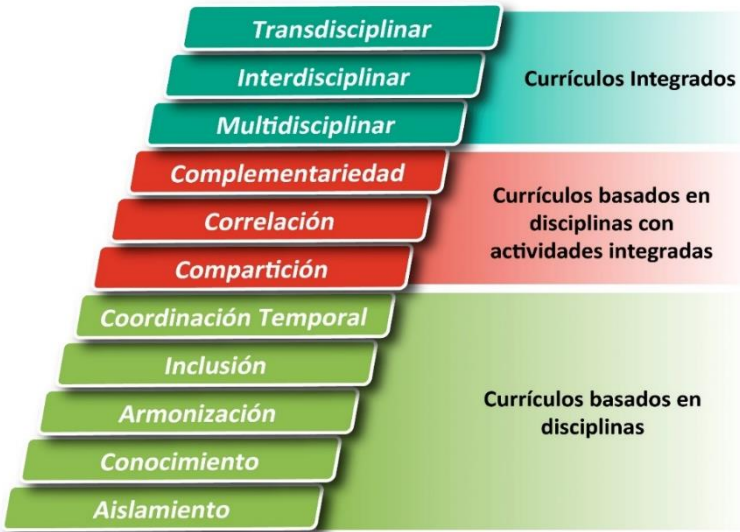 Transdisciplinar
Interdisciplinar
Multidisciplinar
Currículos Integrados
Complementariedad
Correlación
Compartición
Currículos basados en
disciplinas con
actividades integradas
Coordinación Temporal
Inclusión
Armonización
Conocimiento
Aislamiento
Currículos basados en
disciplinas